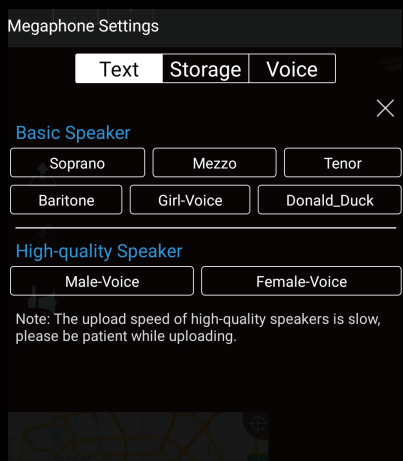 Megaphone Settings
Text Storage Voice
Basic Speaker
Soprano Mezzo Tenor
Baritone Girl-Voice Donald_Duck
High-quality Speaker
Male-Voice Female-Voice
Note: The upload speed of high-quality speakers is slow,
please be patient while uploading.